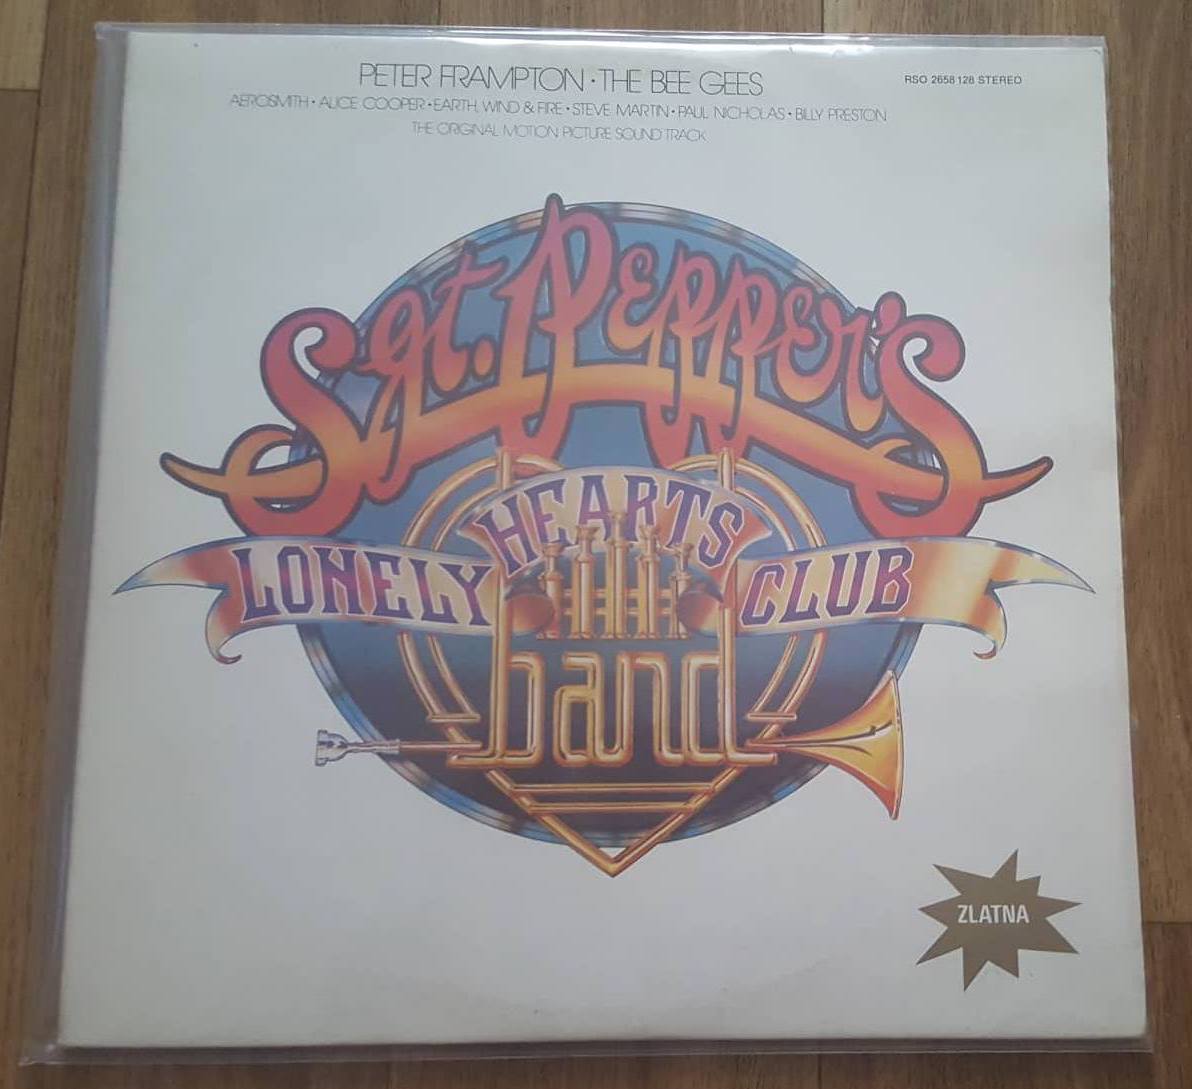 PETER FRAMPTON • THE BEE GEES
RSO 2658 128 STEREO
AEROSMITH • ALICE COOPER • EARTH, WIND & FIRE • STEVE MARTIN • PAUL NICHOLAS • BILLY PRESTON
THE ORIGINAL MOTION PICTURE SOUND TRACK
Sgt. Pepper's
LONELY HEARTS CLUB
band
ZLATNA